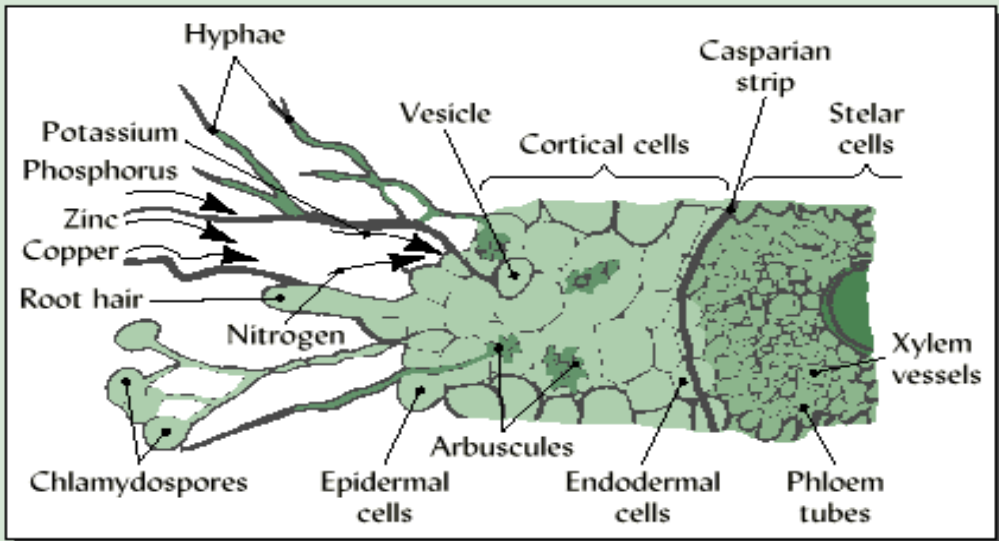 Hyphae
Casparian
strip
Vesicle
Stelar
cells
Potassium
Cortical cells
Phosphorus
Zinc
Copper
Root hair
Nitrogen
Xylem
vessels
Arbuscules
Chlamydospores
Epidermal
cells
Endodermal
cells
Phloem
tubes